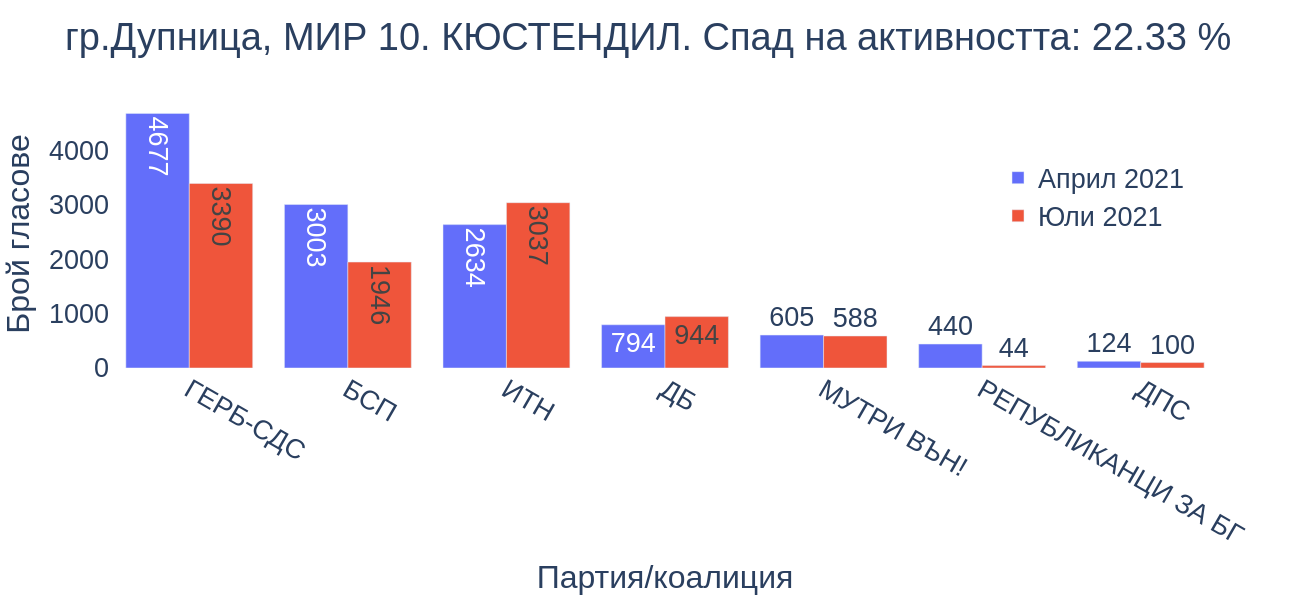 гр.Дупница, МИР 10. КЮСТЕНДИЛ. Спад на активността: 22.33 %
Брой гласове
4000
3000
2000
1000
0
4677
3390
3003
1946
2634
3037
794
944
605
588
440
44
124
100
Април 2021
Юли 2021
ГЕРБ-СДС
БСП
ИТН
ДБ
МУТРИ ВЪН!
РЕПУБЛИКАНЦИ ЗА БГ
ДПС
Партия/коалиция